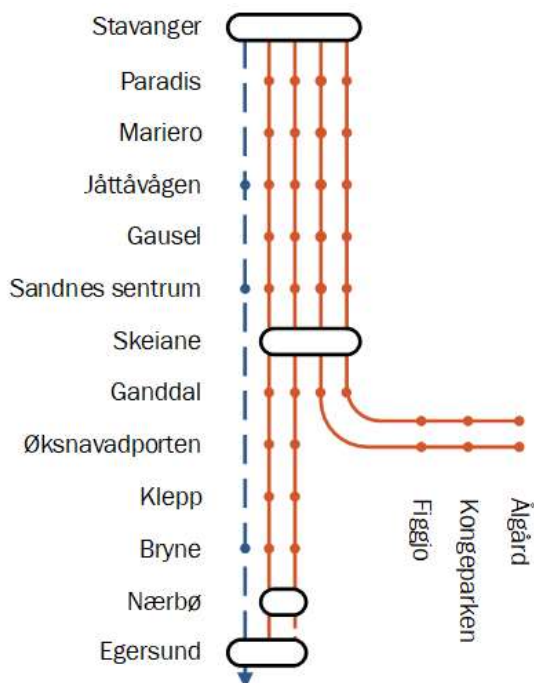 Stavanger
Paradis
Mariero
Jåttåvågen
Gausel
Sandnes sentrum
Skeiane
Ganddal
Øksnavadporten
Klepp
Bryne
Nærbø
Egersund
Figgjo
Kongeparken
Ålgård